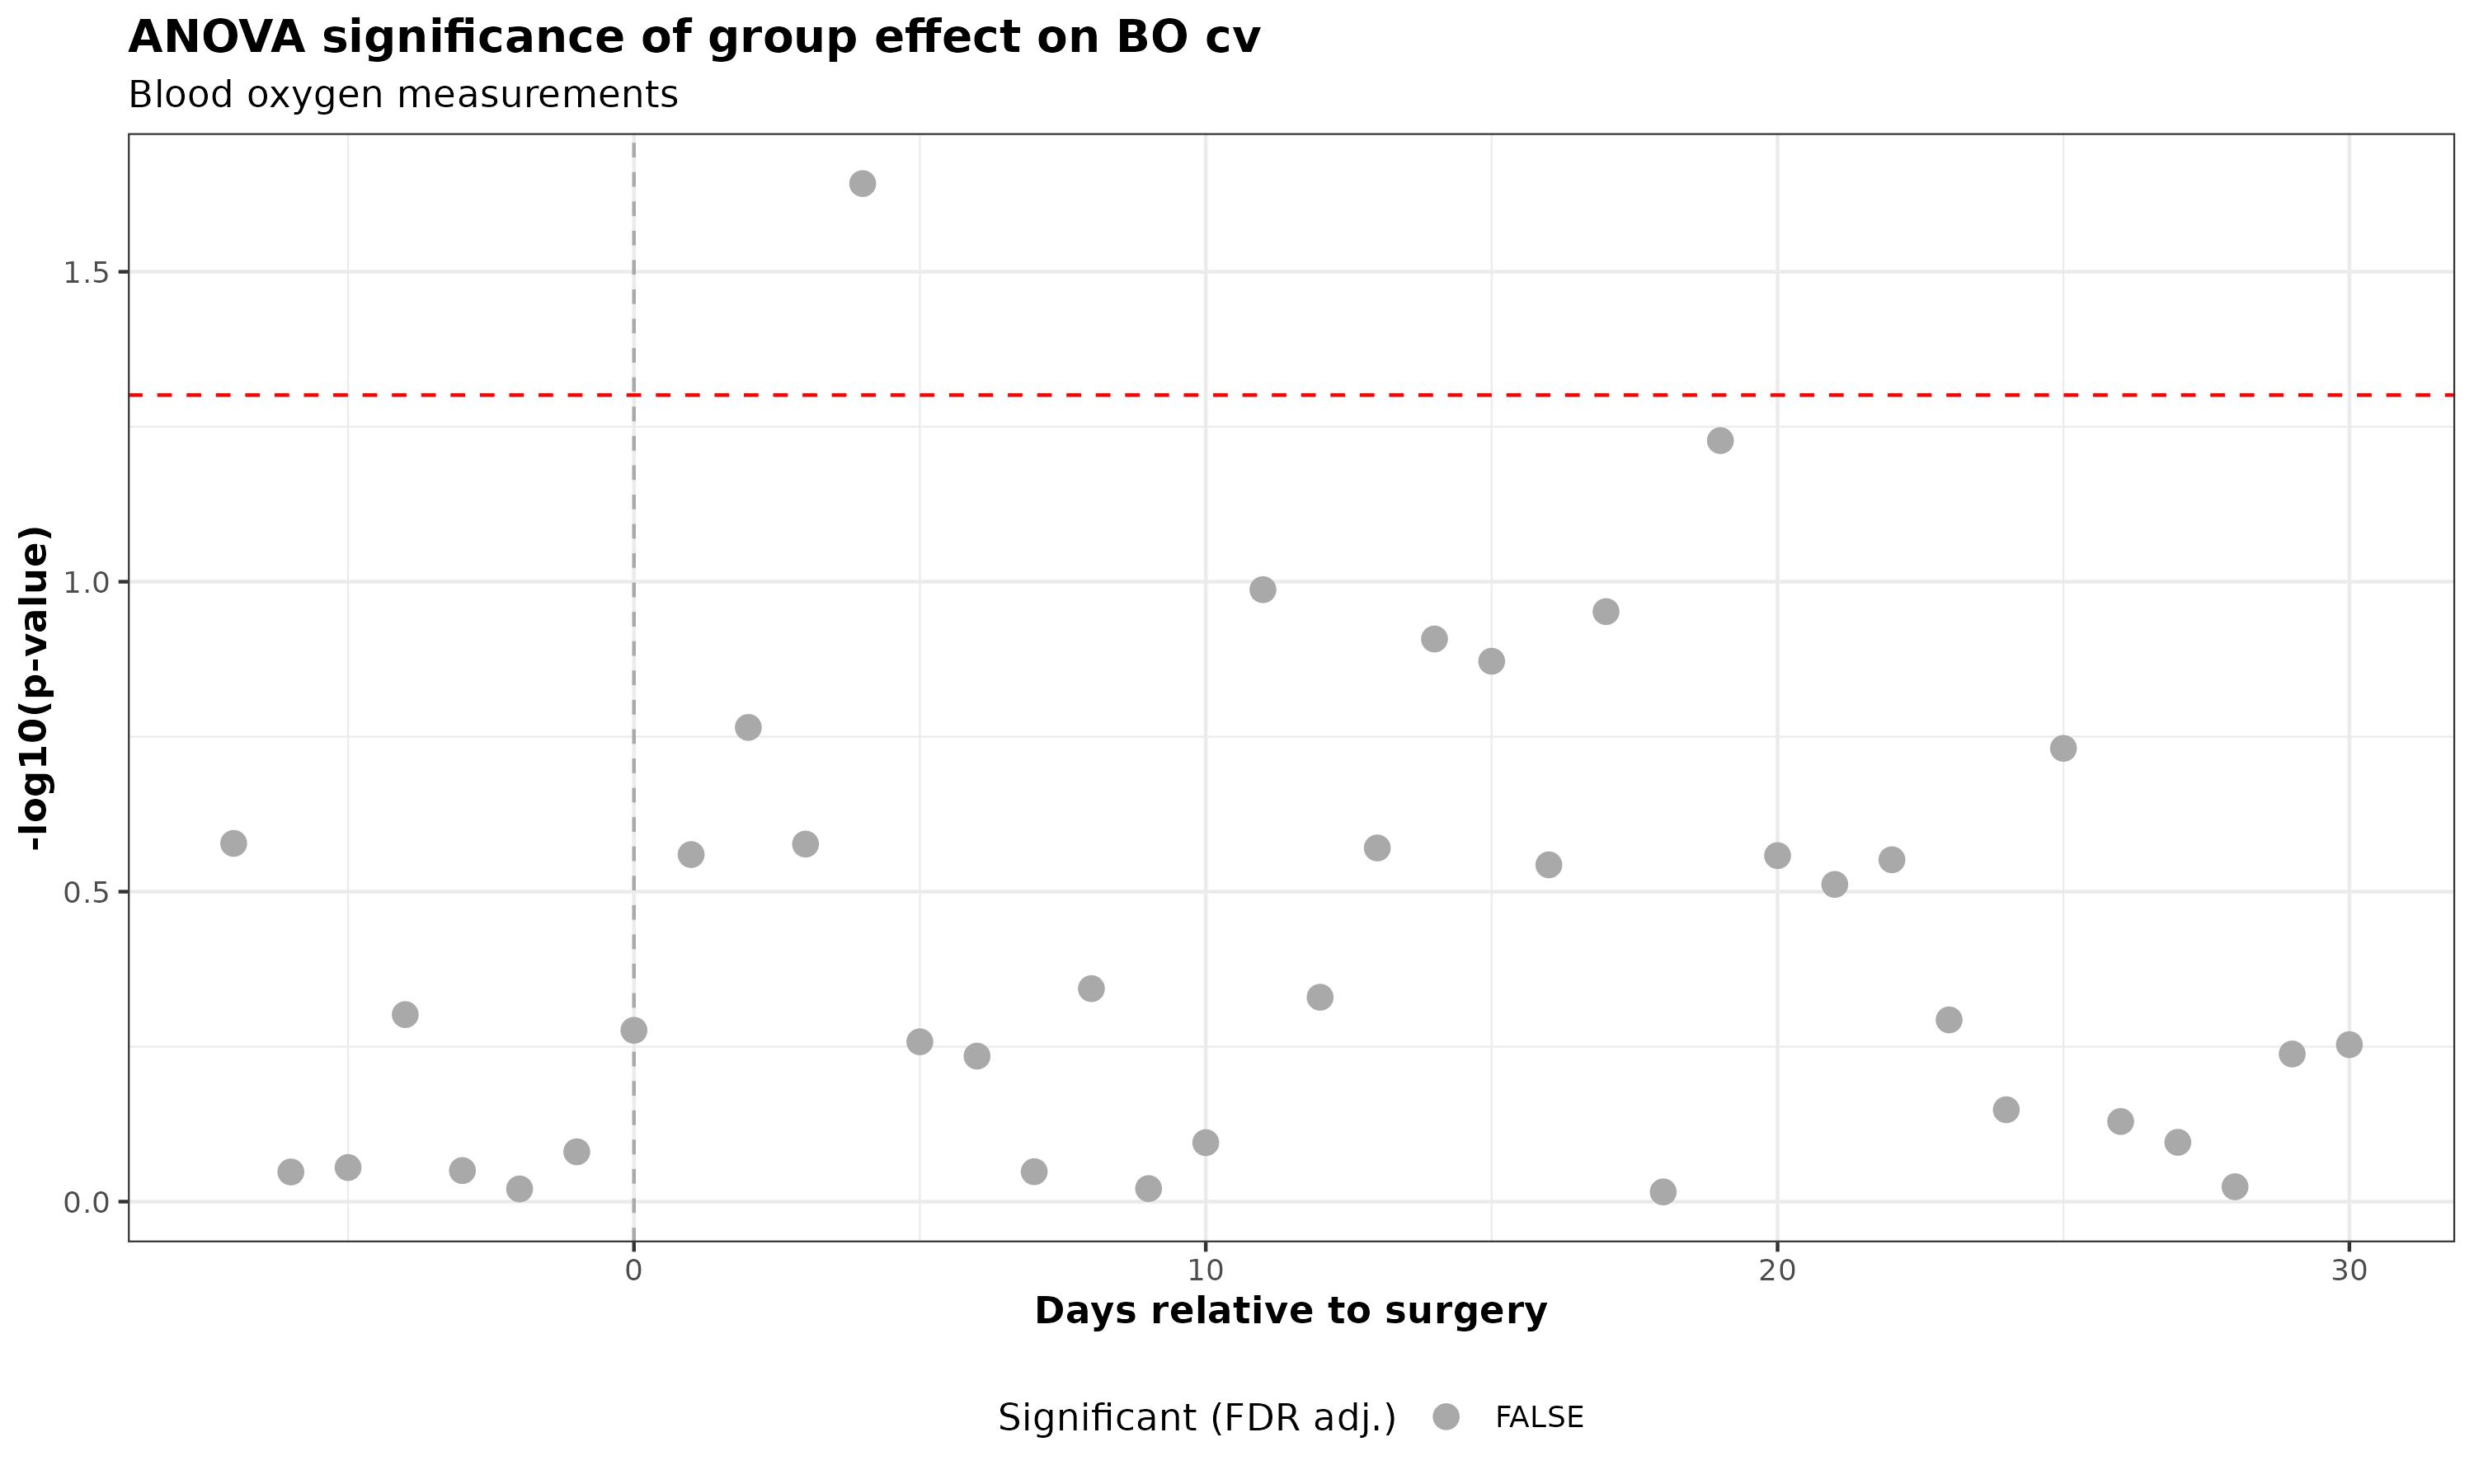 ANOVA significance of group effect on BO cv
Blood oxygen measurements
-log10(p-value)
1.5
1.0
0.5
0.0
0 10 20 30
Days relative to surgery
Significant (FDR adj.) FALSE